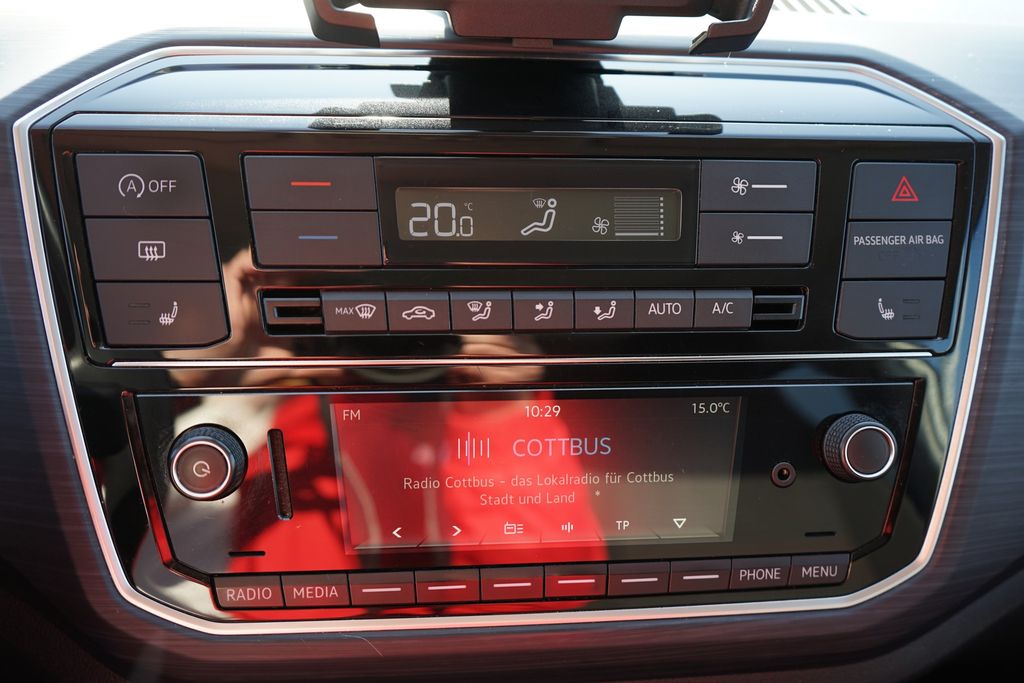 A OFF
20.0 °C
PASSENGER AIR BAG
MAX
AUTO
A/C
FM
10:29
15.0°C
COTTBUS
Radio Cottbus - das Lokalradio für Cottbus
Stadt und Land *
< >
TP
RADIO
MEDIA
PHONE
MENU